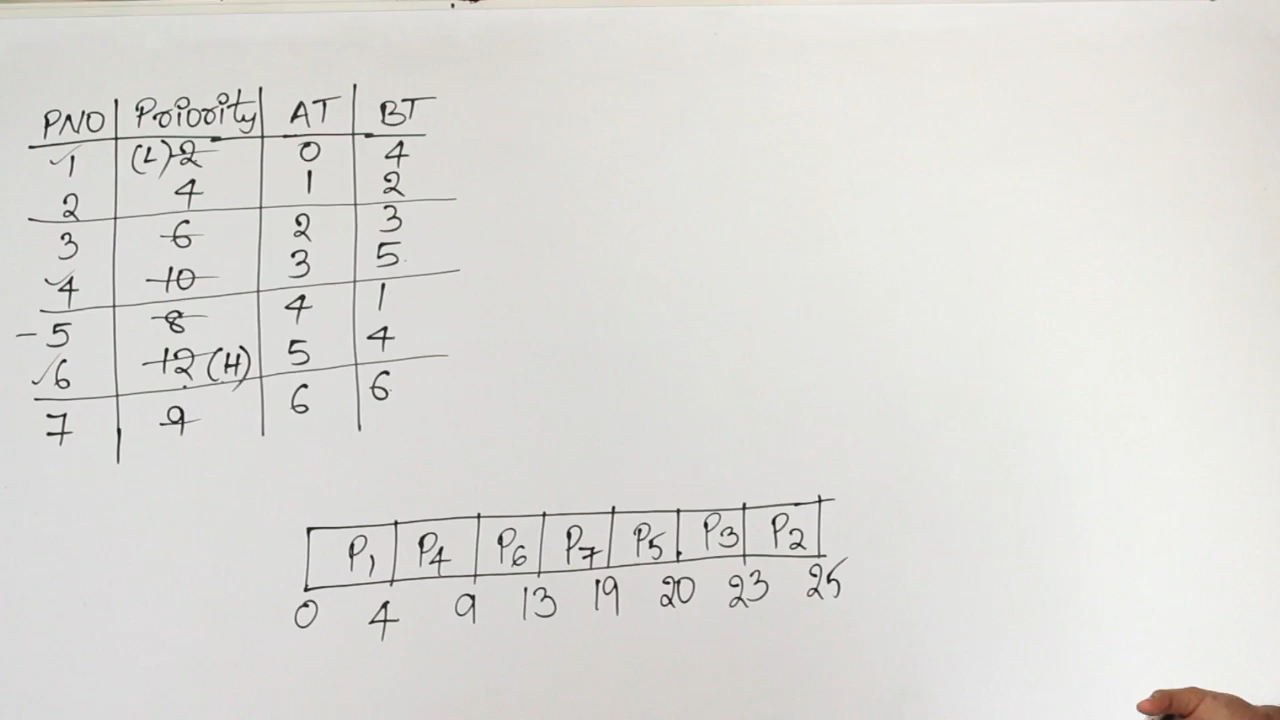 PNO Priority AT BT
1 (L) 2 0 4
2 4 1 2
3 6 2 3
4 10 3 5
5 8 4 1
6 12 (H) 5 4
7 9 6 6
P1 P4 P6 P7 P5 P3 P2
0 4 9 13 19 20 23 25